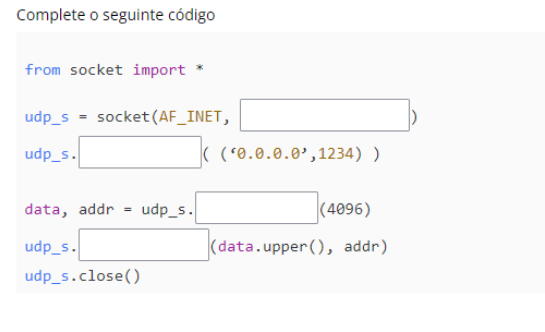 Complete o seguinte código
from socket import *
udp_s = socket(AF_INET, )
udp_s. ( (‘0.0.0.0’,1234) )
data, addr = udp_s. (4096)
udp_s. (data.upper(), addr)
udp_s.close()